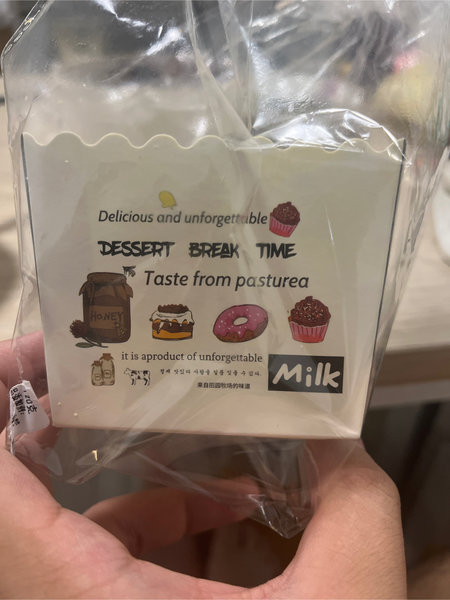 Delicious and unforgettable
DESSERT BREAK TIME
Taste from pasturea
HONEY
it is aproduct of unforgettable
Milk
来自田园牧场的味道